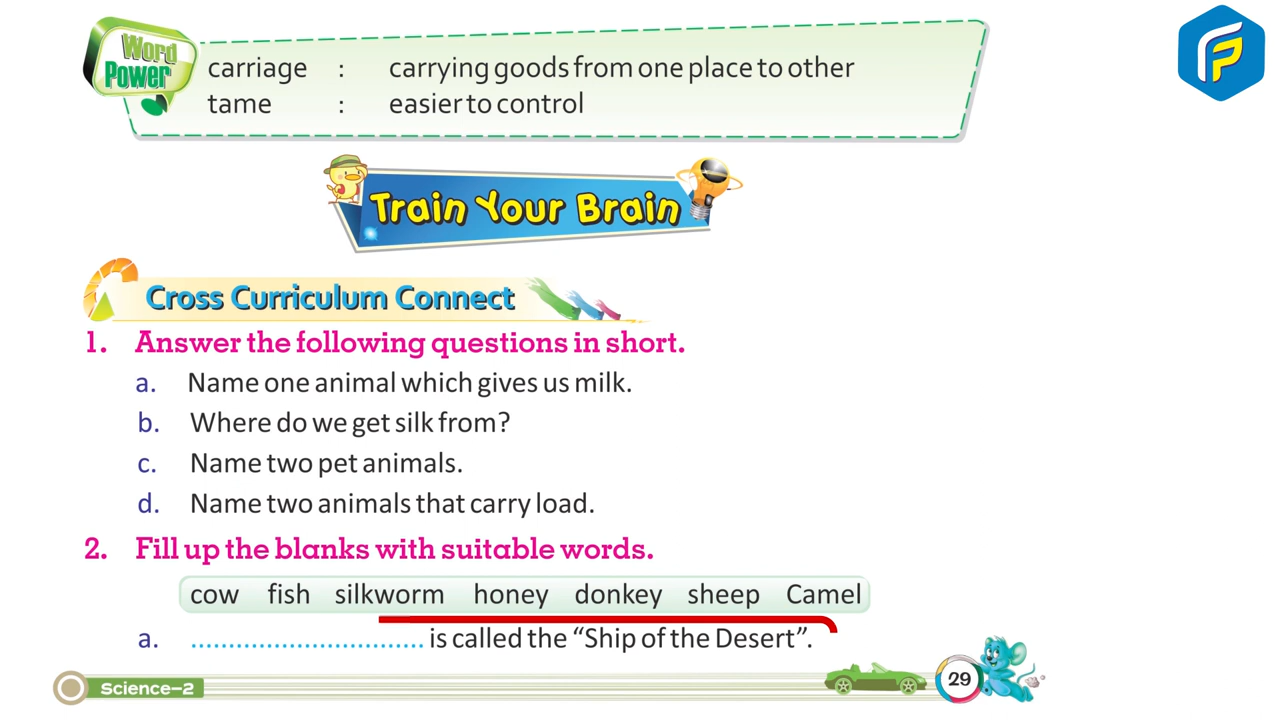 Word
Power
carriage : carrying goods from one place to other
tame : easier to control
Train Your Brain
Cross Curriculum Connect
1. Answer the following questions in short.
a. Name one animal which gives us milk.
b. Where do we get silk from?
c. Name two pet animals.
d. Name two animals that carry load.
2. Fill up the blanks with suitable words.
cow fish silkworm honey donkey sheep Camel
a. ............................... is called the “Ship of the Desert”.
Science–2
29